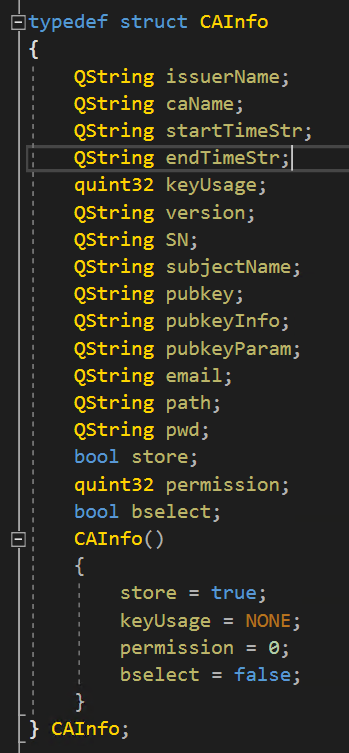 typedef struct CAInfo
{
QString issuerName;
QString caName;
QString startTimeStr;
QString endTimeStr;
quint32 keyUsage;
QString version;
QString SN;
QString subjectName;
QString pubkey;
QString pubkeyInfo;
QString pubkeyParam;
QString email;
QString path;
QString pwd;
bool store;
quint32 permission;
bool bselect;
CAInfo()
{
store = true;
keyUsage = NONE;
permission = 0;
bselect = false;
}
} CAInfo;